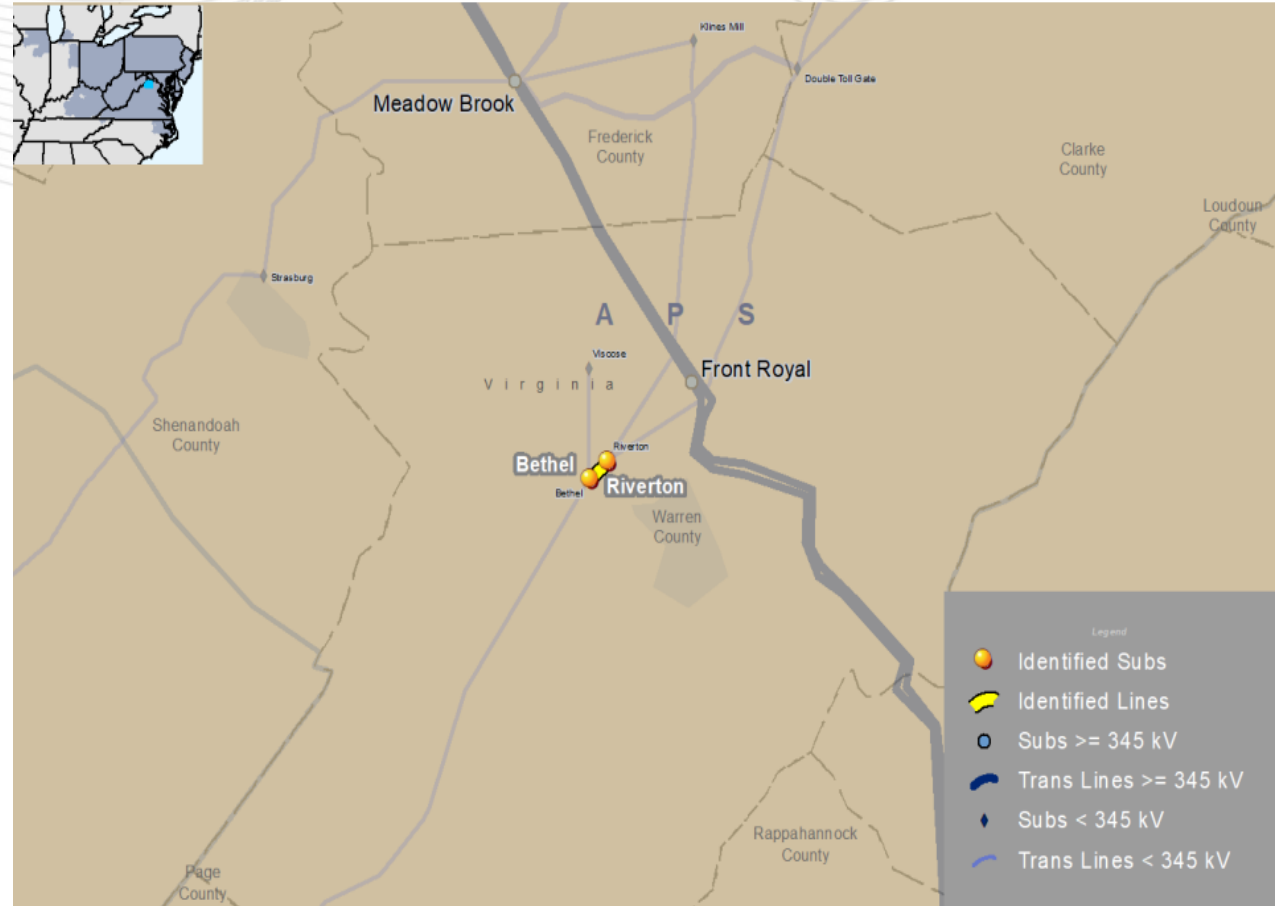 Klines Mill
Double Toll Gate
Meadow Brook
Frederick
County
Clarke
County
Loudoun
County
Strasburg
A P S
Viscose
Front Royal
Virginia
Shenandoah
County
Riverton
Bethel
Riverton
Bethel
Warren
County
Legend
Identified Subs
Identified Lines
Subs >= 345 kV
Trans Lines >= 345 kV
Subs < 345 kV
Trans Lines < 345 kV
Rappahannock
County
Page
County